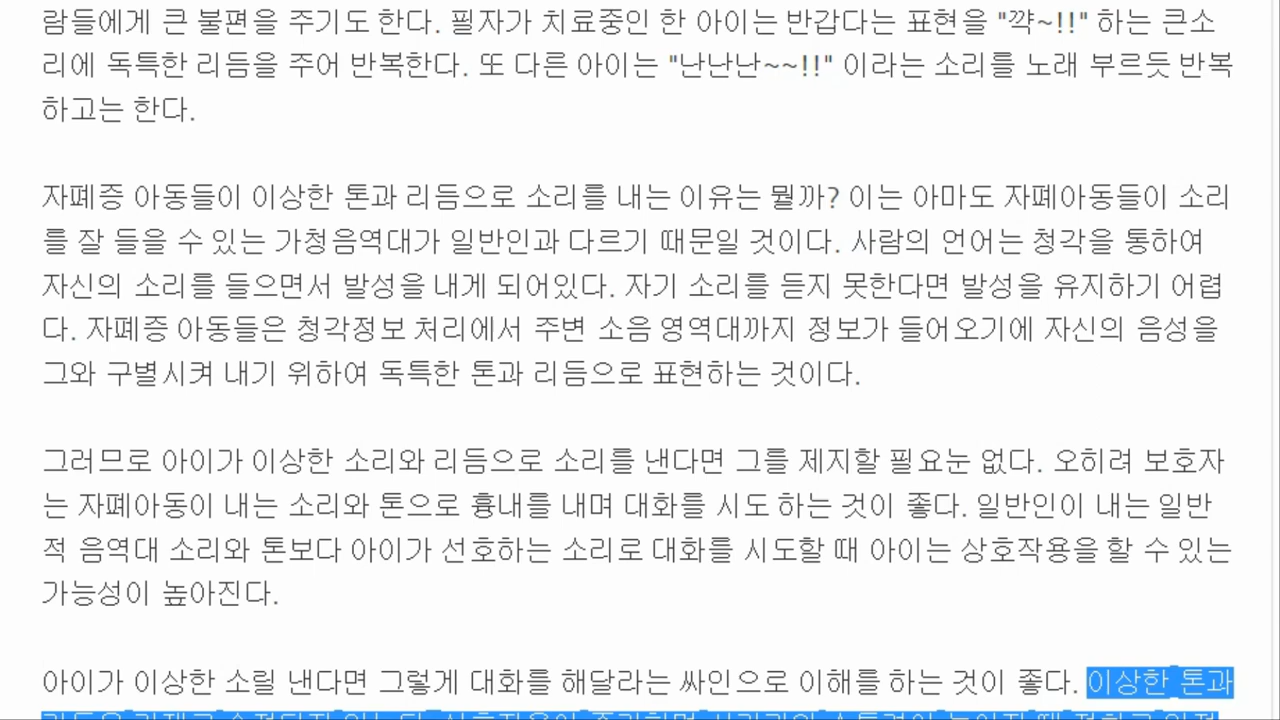 람들에게 큰 불편을 주기도 한다. 필자가 치료중인 한 아이는 반갑다는 표현을 "꺅~!!" 하는 큰소
리에 독특한 리듬을 주어 반복한다. 또 다른 아이는 "난난난~~!!" 이라는 소리를 노래 부르듯 반복
하고는 한다.
자폐증 아동들이 이상한 톤과 리듬으로 소리를 내는 이유는 뭘까? 이는 아마도 자폐아동들이 소리
를 잘 들을 수 있는 가청음역대가 일반인과 다르기 때문일 것이다. 사람의 언어는 청각을 통하여
자신의 소리를 들으면서 발성을 내게 되어있다. 자기 소리를 듣지 못한다면 발성을 유지하기 어렵
다. 자폐증 아동들은 청각정보 처리에서 주변 소음 영역대까지 정보가 들어오기에 자신의 음성을
그와 구별시켜 내기 위하여 독특한 톤과 리듬으로 표현하는 것이다.
그러므로 아이가 이상한 소리와 리듬으로 소리를 낸다면 그를 제지할 필요눈 없다. 오히려 보호자
는 자폐아동이 내는 소리와 톤으로 흉내를 내며 대화를 시도 하는 것이 좋다. 일반인이 내는 일반
적 음역대 소리와 톤보다 아이가 선호하는 소리로 대화를 시도할 때 아이는 상호작용을 할 수 있는
가능성이 높아진다.
아이가 이상한 소릴 낸다면 그렇게 대화를 해달라는 싸인으로 이해를 하는 것이 좋다. 이상한 톤과